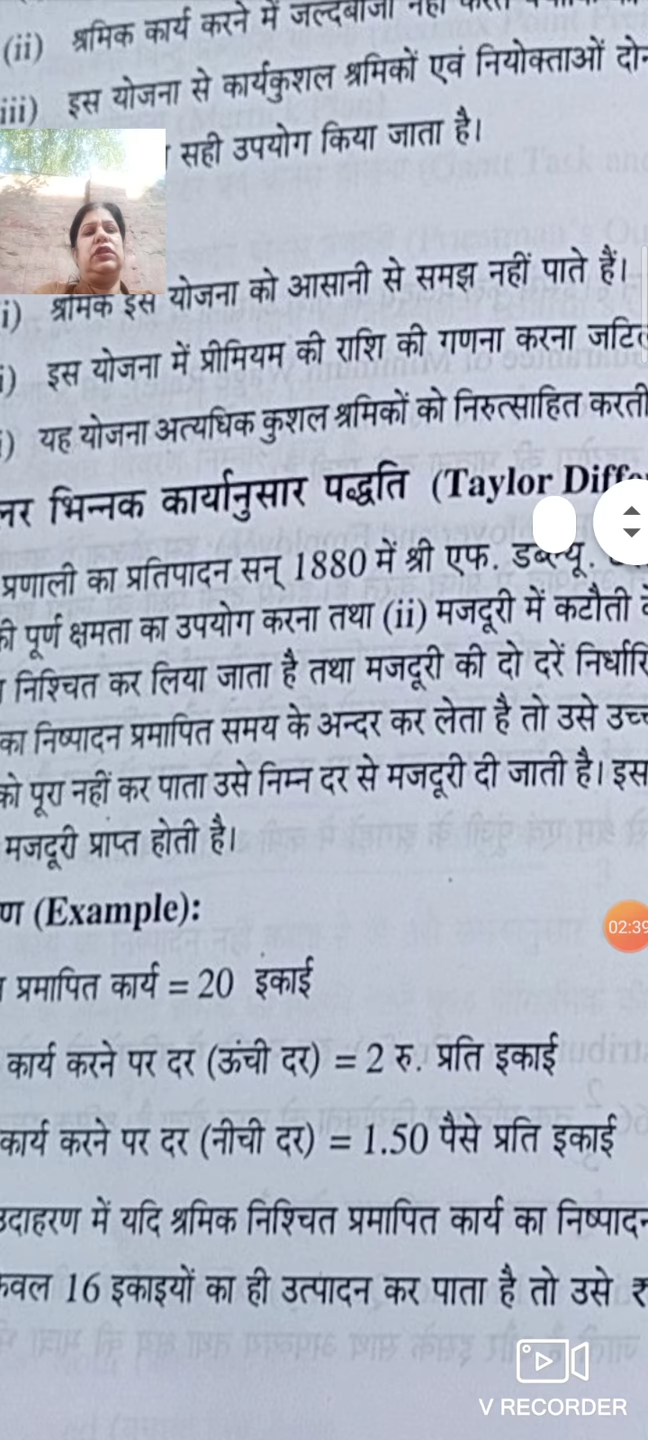 (ii) श्रमिक कार्य करने में जल्दबाजी नहीं करते
iii) इस योजना से कार्यकुशल श्रमिकों एवं नियोक्ताओं
सही उपयोग किया जाता है।
i) श्रमिक इस योजना को आसानी से समझ नहीं पाते हैं।
i) इस योजना में प्रीमियम की राशि की गणना करना
i) यह योजना अत्यधिक कुशल श्रमिकों को निरुत्साहित करती
नर भिन्नक कार्यानुसार पद्धति (Taylor
प्रणाली का प्रतिपादन सन् 1880 में श्री एफ. डब्ल्यू.
की पूर्ण क्षमता का उपयोग करना तथा (ii) मजदूरी में कटौती
निश्चित कर लिया जाता है तथा मजदूरी की दो दरें
का निष्पादन प्रमापित समय के अन्दर कर लेता है तो उसे
को पूरा नहीं कर पाता उसे निम्न दर से मजदूरी दी जाती है। इस
मजदूरी प्राप्त होती है।
ण (Example):
प्रमापित कार्य = 20 इकाई
02:39
कार्य करने पर दर (ऊंची दर) = 2 रु. प्रति इकाई
कार्य करने पर दर (नीची दर) = 1.50 पैसे प्रति इकाई
उदाहरण में यदि श्रमिक निश्चित प्रमापित कार्य का
केवल 16 इकाइयों का ही उत्पादन कर पाता है तो उसे
V RECORDER